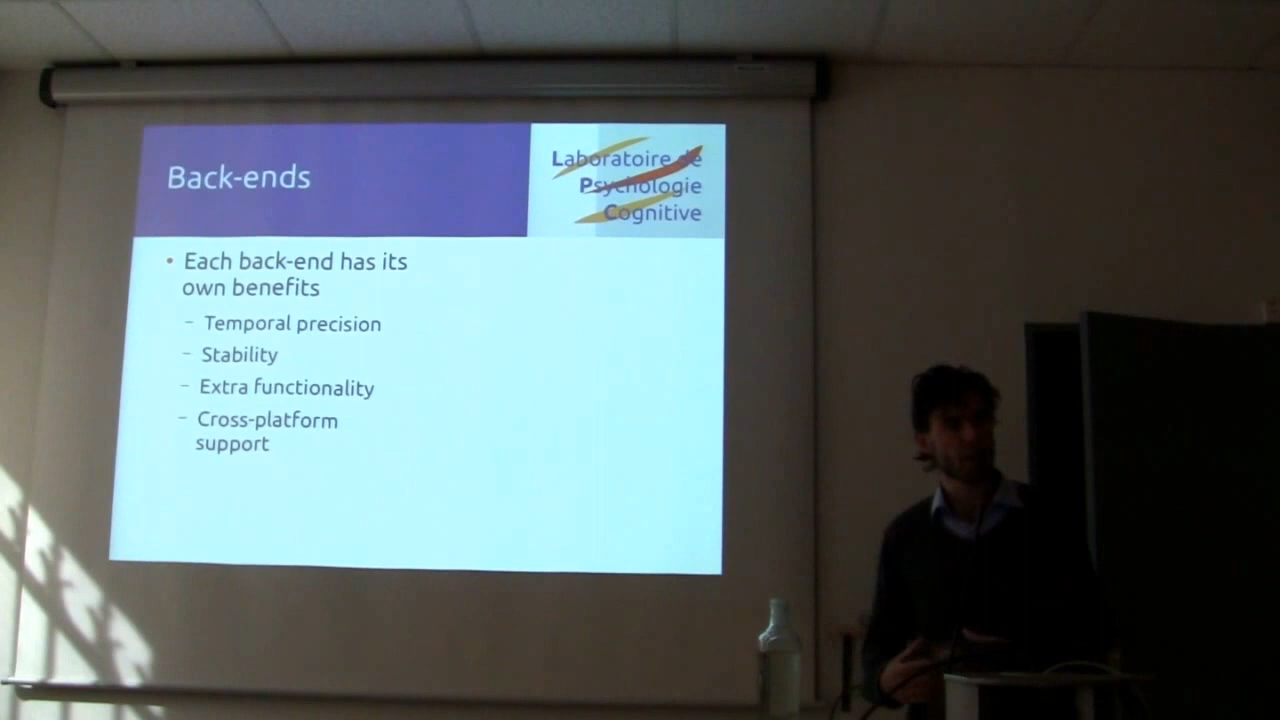 Back-ends
Laboratoire de
Psychologie
Cognitive
• Each back-end has its
own benefits
– Temporal precision
– Stability
– Extra functionality
– Cross-platform
support